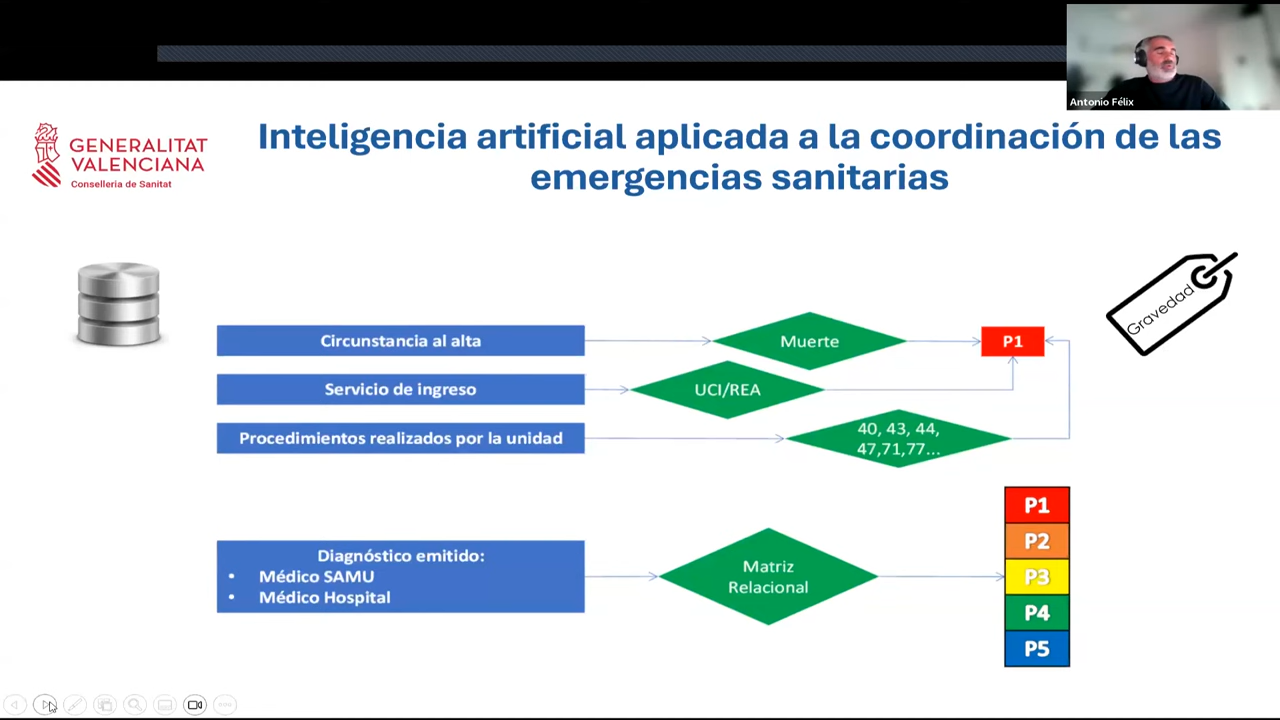 Antonio Félix
GENERALITAT
VALENCIANA
Conselleria de Sanitat
Inteligencia artificial aplicada a la coordinación de las
emergencias sanitarias
Gravedad
Circunstancia al alta
Muerte
P1
Servicio de ingreso
UCI/REA
Procedimientos realizados por la unidad
40, 43, 44,
47,71,77...
Diagnóstico emitido:
• Médico SAMU
• Médico Hospital
Matriz
Relacional
P1
P2
P3
P4
P5